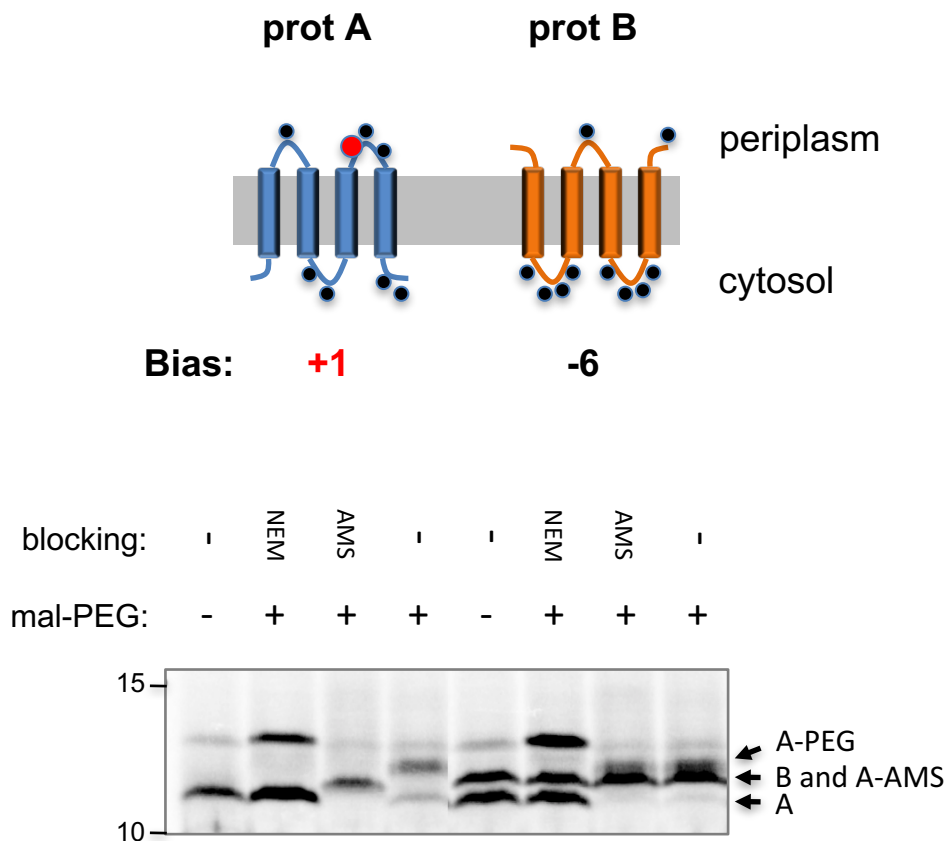 prot A prot B
periplasm
cytosol
Bias: +1 -6
blocking: - NEM AMS - - NEM AMS -
mal-PEG: - + + + - + + +
15
A-PEG
B and A-AMS
A
10